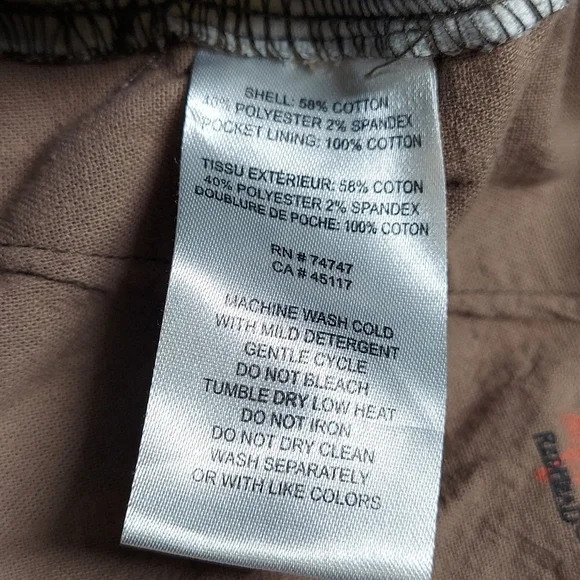 SHELL: 58% COTTON
40% POLYESTER 2% SPANDEX
POCKET LINING: 100% COTTON
TISSU EXTÉRIEUR: 58% COTON
40% POLYESTER 2% SPANDEX
DOUBLURE DE POCHE: 100% COTON
RN # 74747
CA # 45117
MACHINE WASH COLD
WITH MILD DETERGENT
GENTLE CYCLE
DO NOT BLEACH
TUMBLE DRY LOW HEAT
DO NOT IRON
DO NOT DRY CLEAN
WASH SEPARATELY
OR WITH LIKE COLORS